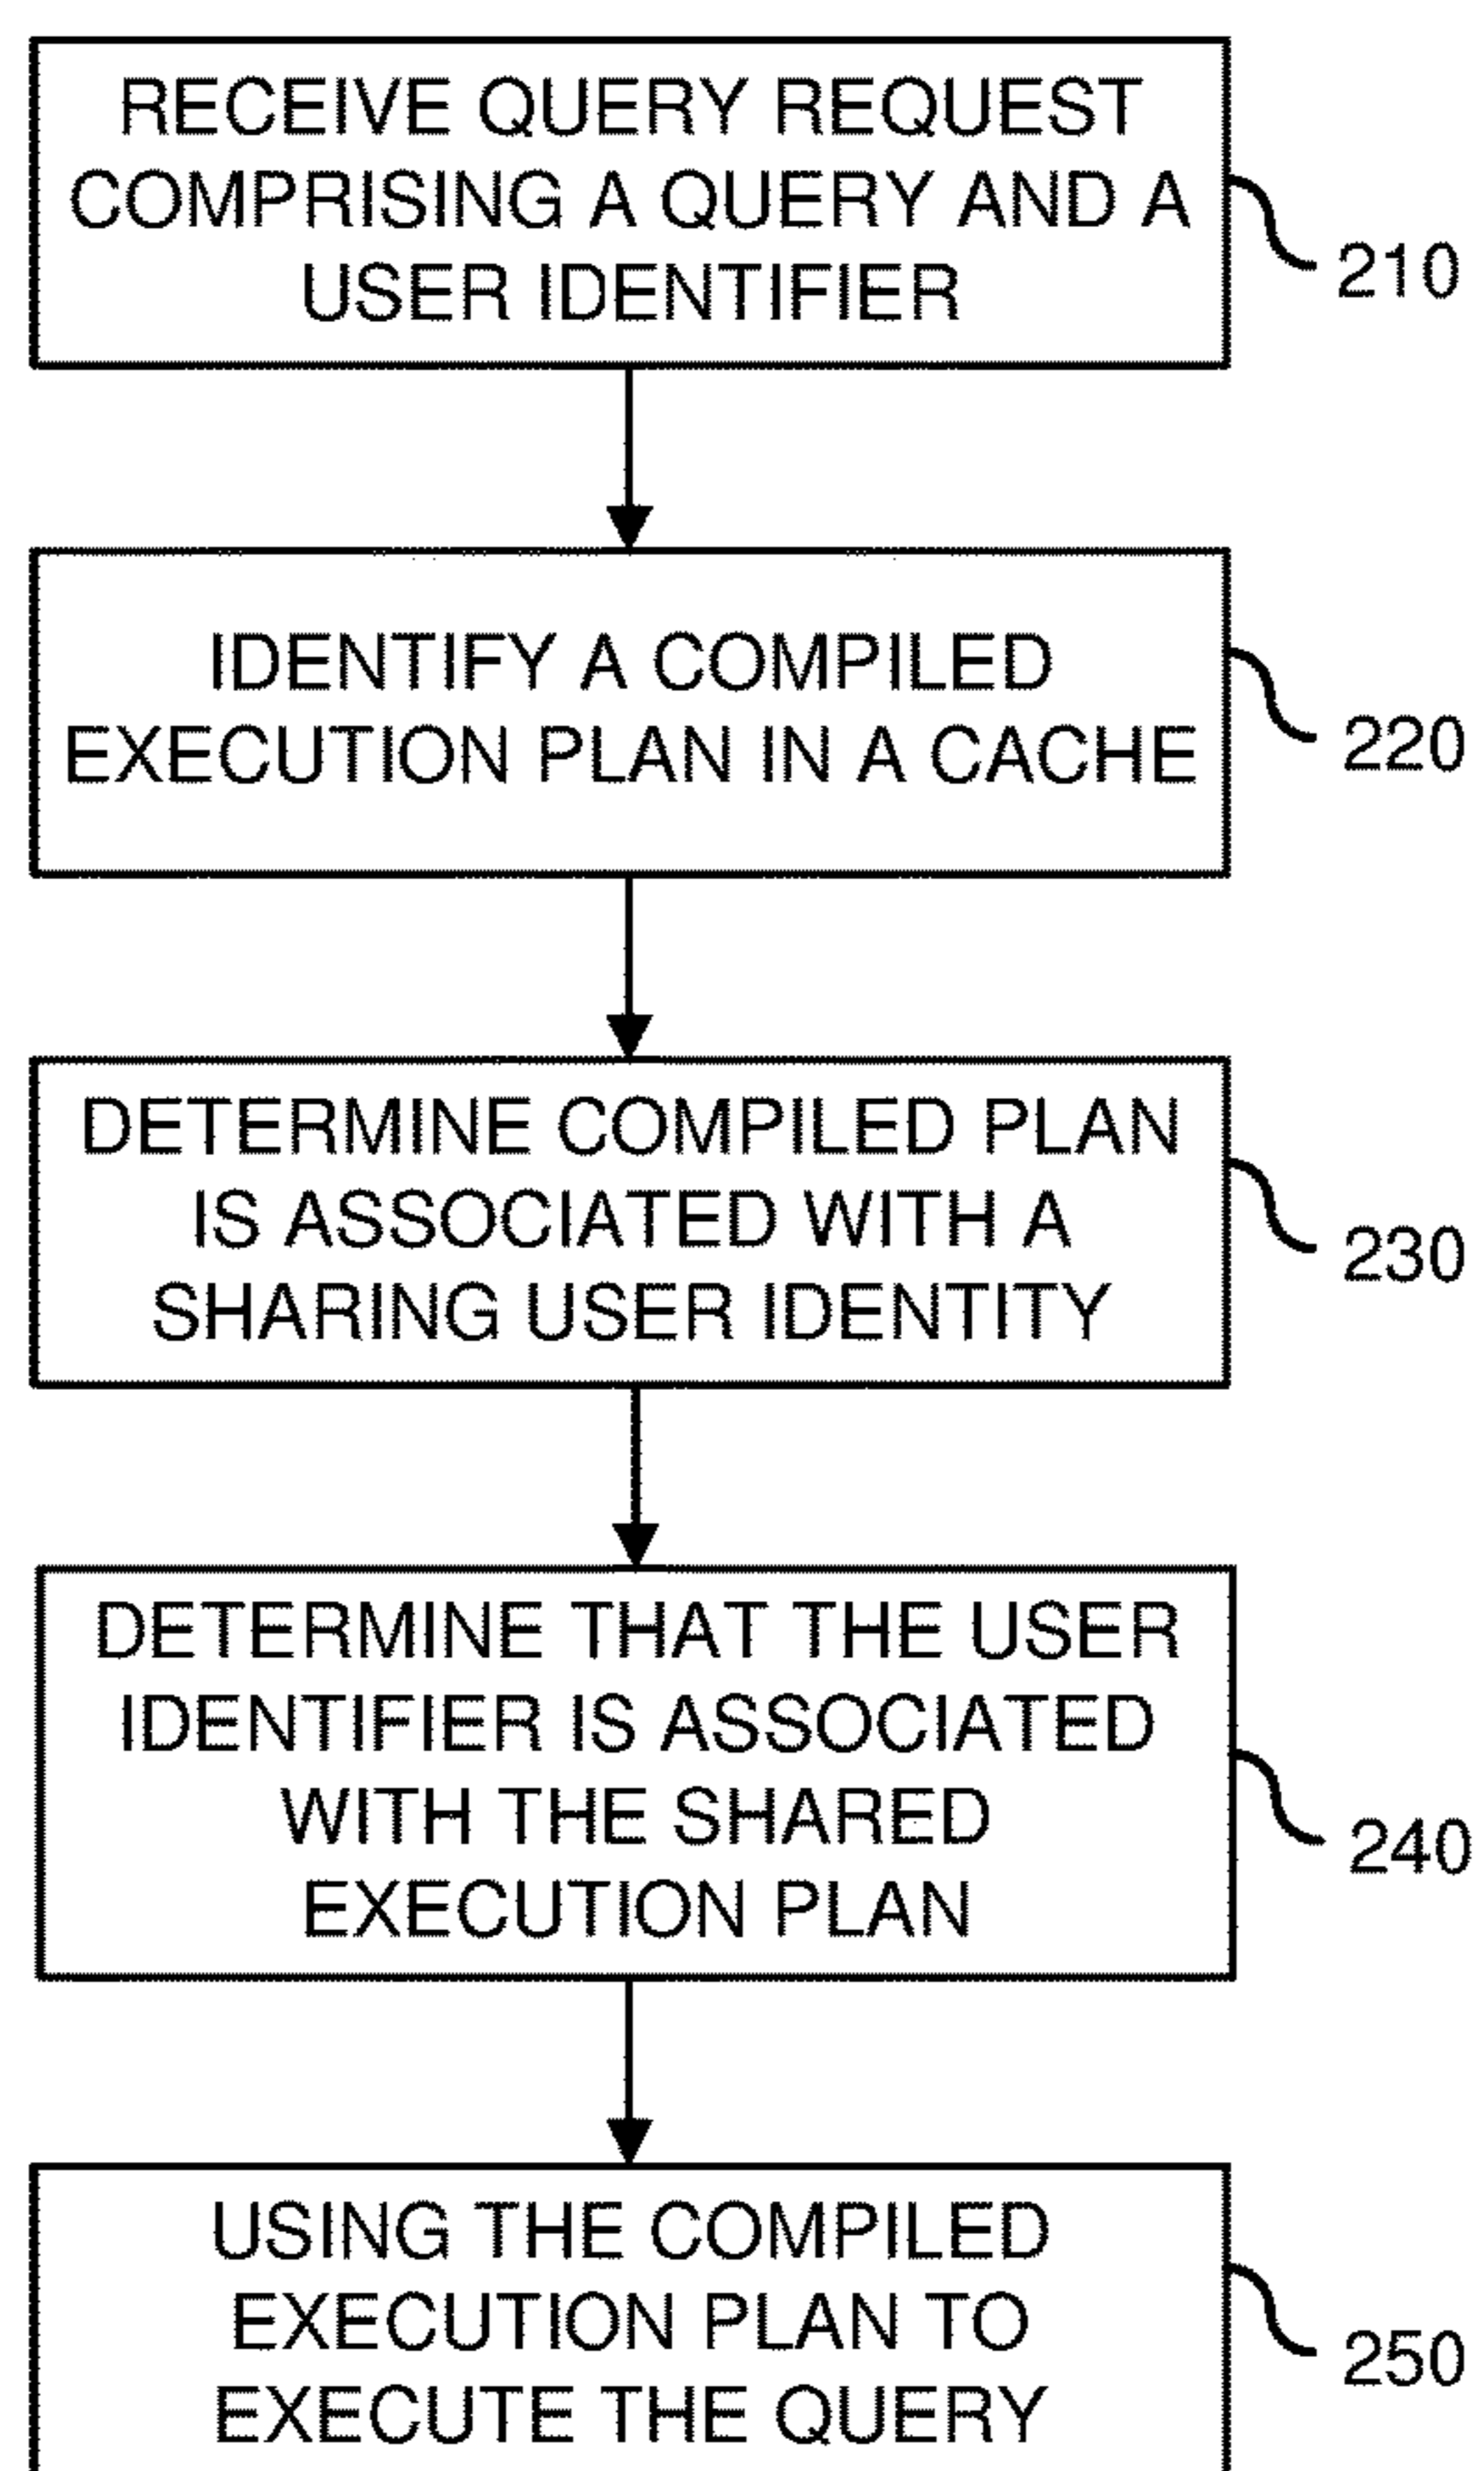 RECEIVE QUERY REQUEST
COMPRISING A QUERY AND A
USER IDENTIFIER
210
IDENTIFY A COMPILED
EXECUTION PLAN IN A CACHE
220
DETERMINE COMPILED PLAN
IS ASSOCIATED WITH A
SHARING USER IDENTITY
230
DETERMINE THAT THE USER
IDENTIFIER IS ASSOCIATED
WITH THE SHARED
EXECUTION PLAN
240
USING THE COMPILED
EXECUTION PLAN TO
EXECUTE THE QUERY
250